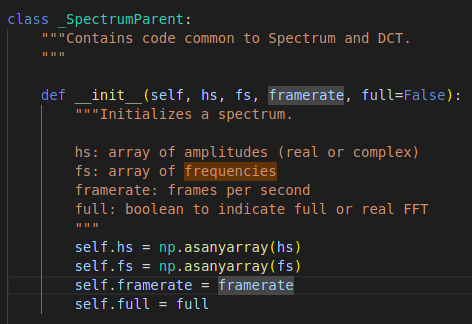 class _SpectrumParent:
    """Contains code common to Spectrum and DCT.
    """

    def __init__(self, hs, fs, framerate, full=False):
        """Initializes a spectrum.

        hs: array of amplitudes (real or complex)
        fs: array of frequencies
        framerate: frames per second
        full: boolean to indicate full or real FFT
        """
        self.hs = np.asanyarray(hs)
        self.fs = np.asanyarray(fs)
        self.framerate = framerate
        self.full = full